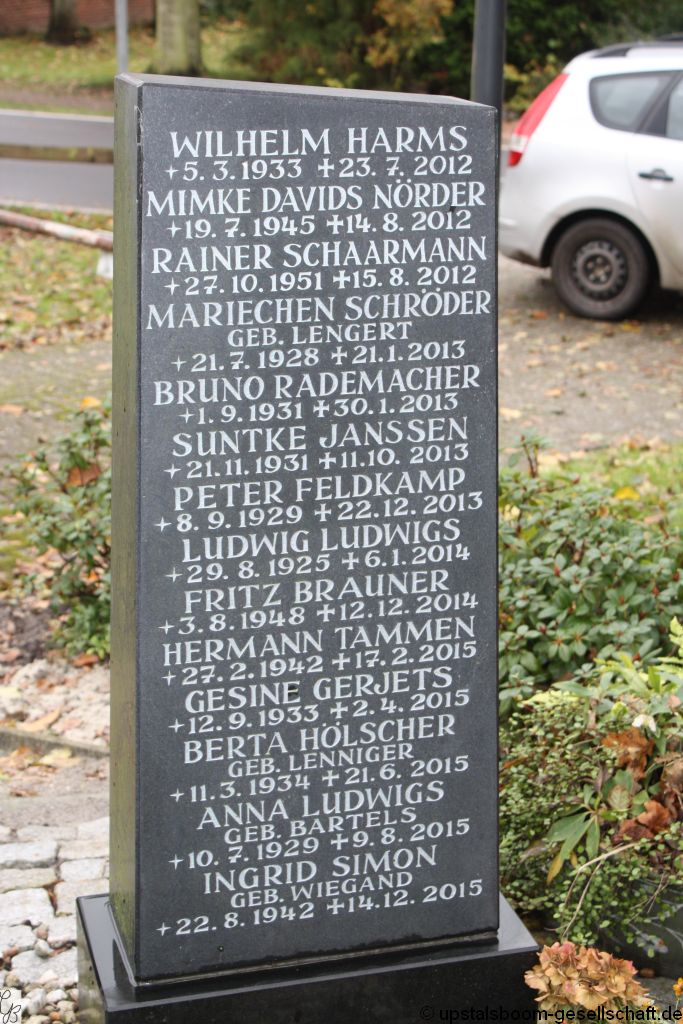 WILHELM HARMS
+5. 3. 1933 ✝23. 7. 2012
MIMKE DAVIDS NÖRDER
+19. 7. 1945 ✝14. 8. 2012
RAINER SCHAARMANN
+27. 10. 1951 ✝15. 8. 2012
MARIECHEN SCHRÖDER
GEB. LENGERT
+21. 7. 1928 ✝21. 1. 2013
BRUNO RADEMACHER
+1. 9. 1931 ✝30. 1. 2013
SUNTKE JANSSEN
+21. 11. 1931 ✝11. 10. 2013
PETER FELDKAMP
+8. 9. 1929 ✝22. 12. 2013
LUDWIG LUDWIGS
+29. 8. 1925 ✝6. 1. 2014
FRITZ BRAUNER
+3. 8. 1948 ✝12. 12. 2014
HERMANN TAMMEN
+27. 2. 1942 ✝17. 2. 2015
GESINE GERJETS
+12. 9. 1933 ✝2. 4. 2015
BERTA HÖLSCHER
GEB. LENNIGER
+11. 3. 1934 ✝21. 6. 2015
ANNA LUDWIGS
GEB. BARTELS
+10. 7. 1929 ✝9. 8. 2015
INGRID SIMON
GEB. WIEGAND
+22. 8. 1942 ✝14. 12. 2015
© upstalsboom-gesellschaft.de